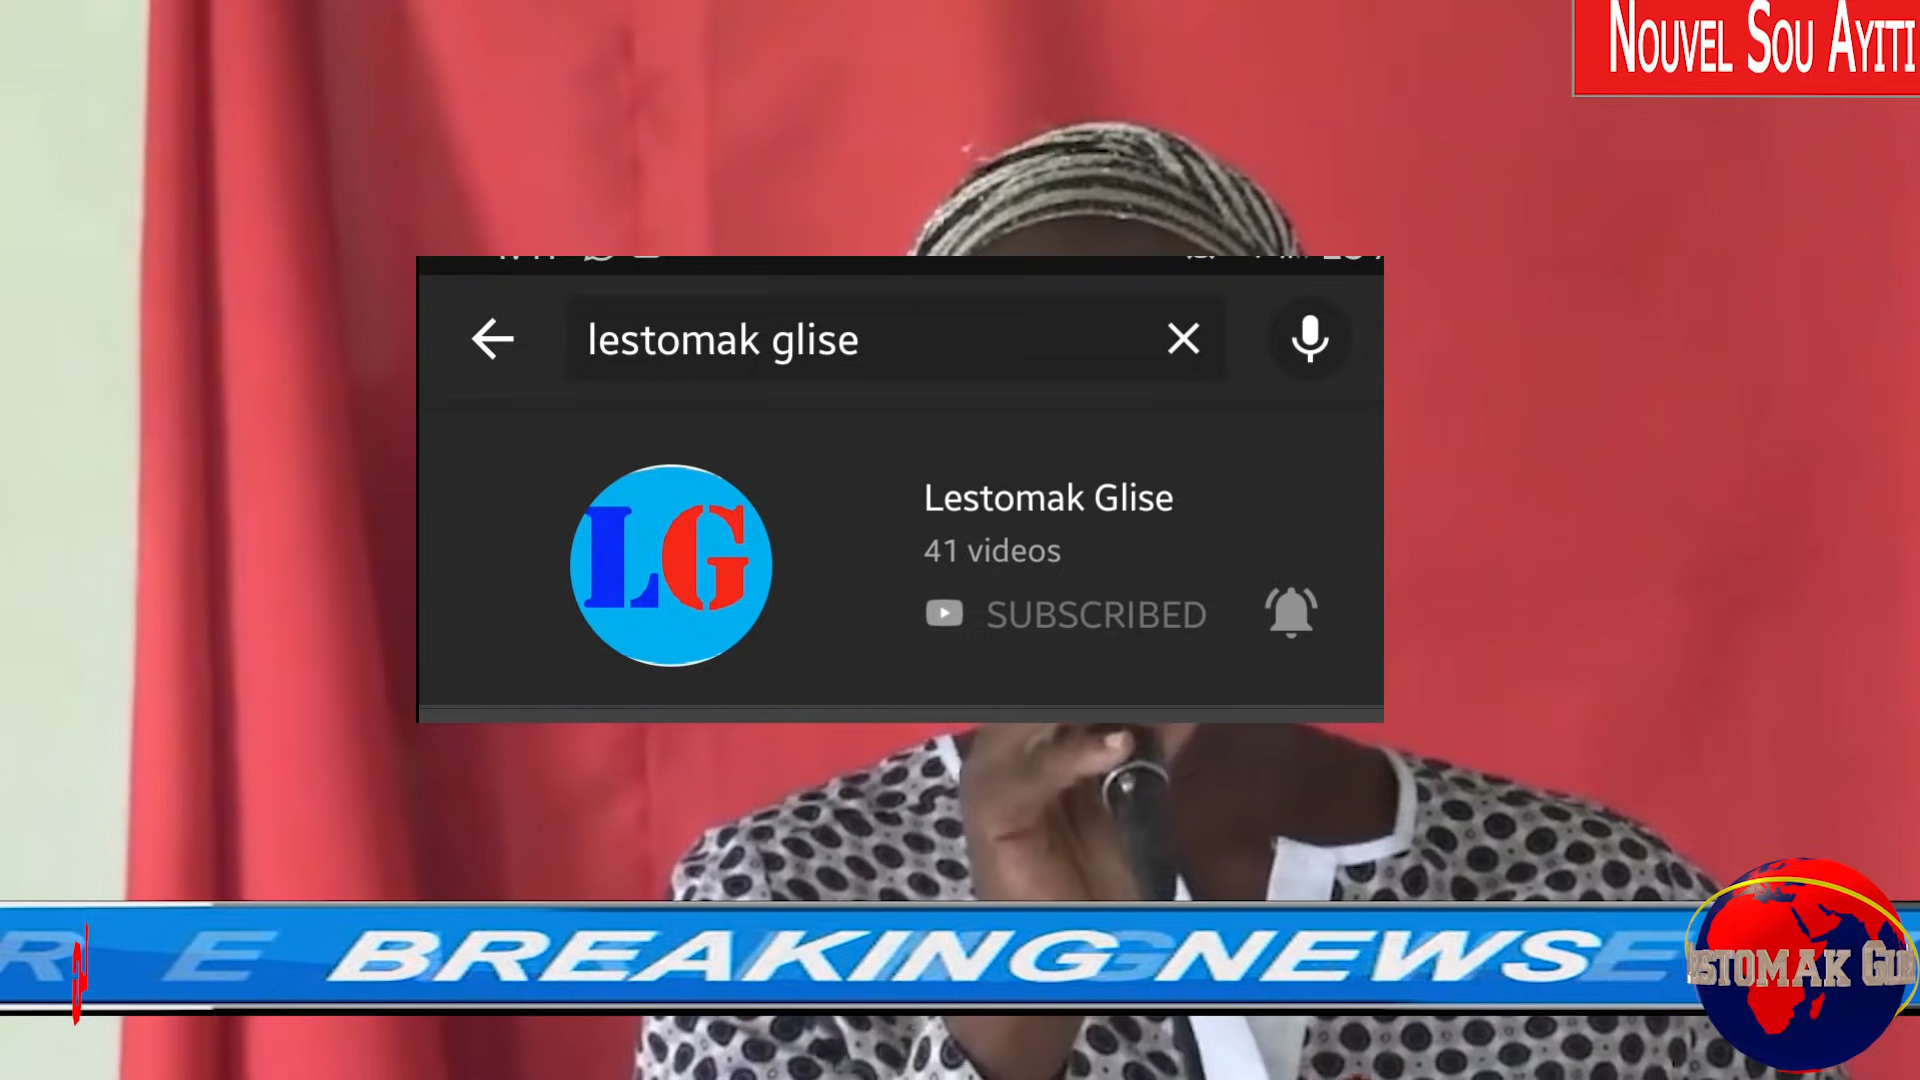 NOUVEL SOU AYITI
lestomak glise
LG
Lestomak Glise
41 videos
SUBSCRIBED
BREAKING NEWS